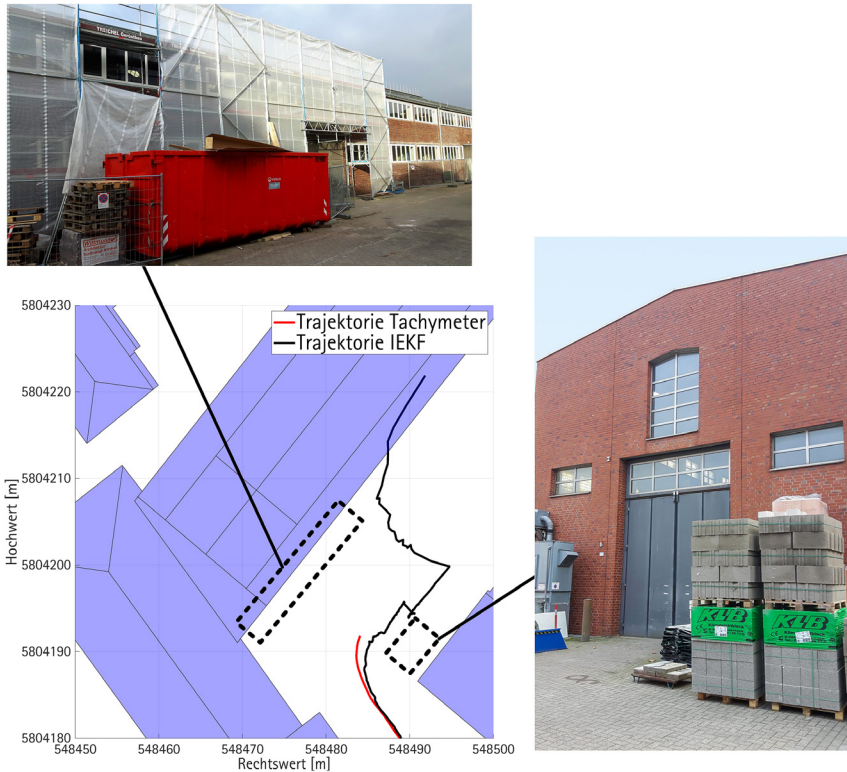 TREICHEL Gerüstbau
5804230
5804220
5804210
5804200
5804190
5804180
Hochwert [m]
Trajektorie Tachymeter
Trajektorie IEKF
548450
548460
548470
548480
548490
548500
Rechtswert [m]
KLB
KLB